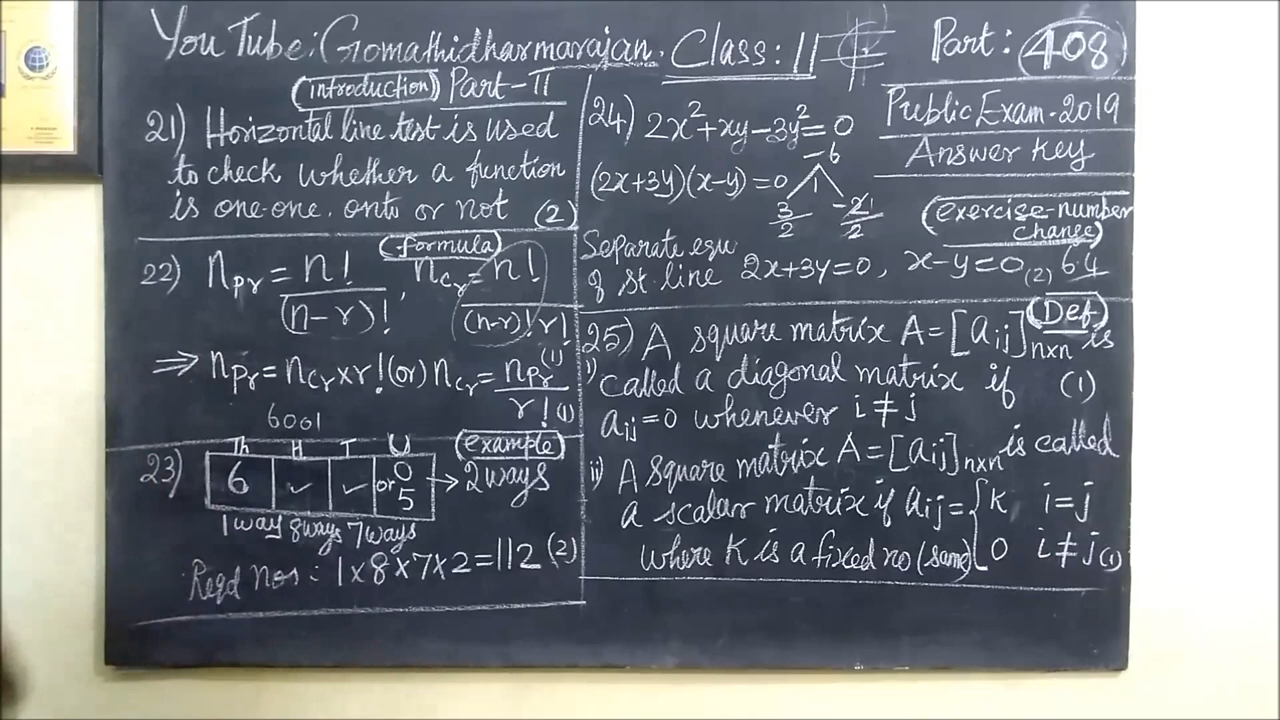 You Tube: Gomathidharmarajan. Class: 11 Part: 408
(introduction) Part-II
21) Horizontal line test is used
to check whether a function
is one-one. onto or not (2)
(formula)
22) nPr = n! / (n-r)!, nCr = n! / (n-r)! r!
⇒ nPr = nCr x r! (or) nCr = nPr / r! (1) (1)
6001
Th H T U
(example)
23) 6 ✓ ✓ 0 or 5 → 2 ways
1 way 8 ways 7 ways
Reqd Nos: 1 x 8 x 7 x 2 = 112 (2)
Public Exam-2019
Answer Key
24) 2x²+xy-3y²=0
(2x+3y)(x-y)=0
-6
1
3/2 -2/2
(exercise-number
change)
Separate equ
of st. line 2x+3y=0, x-y=0 (2) 6.4
(Def)
25) A square matrix A=[aij]n×n is
i) called a diagonal matrix if (1)
aij=0 whenever i≠j
ii) A square matrix A=[aij]n×n is called
a scalar matrix if aij = { K i=j
where K is a fixed no (same) 0 i≠j (1)